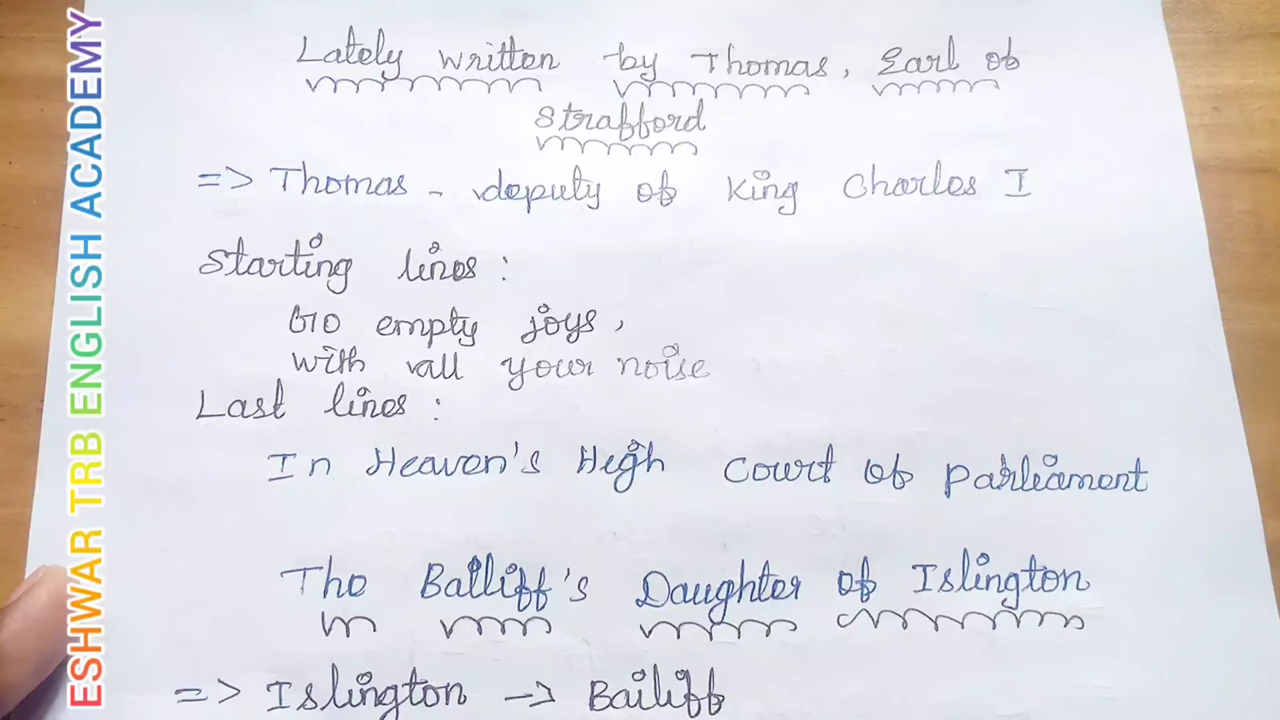 ESHWAR TRB ENGLISH ACADEMY
Lately written by Thomas, Earl of
Strafford
=> Thomas - deputy of King Charles I
Starting lines :
Go empty joys,
with all your noise
Last lines :
In Heaven's High Court of Parliament
The Bailiff's Daughter of Islington
=> Islington -> Bailiff